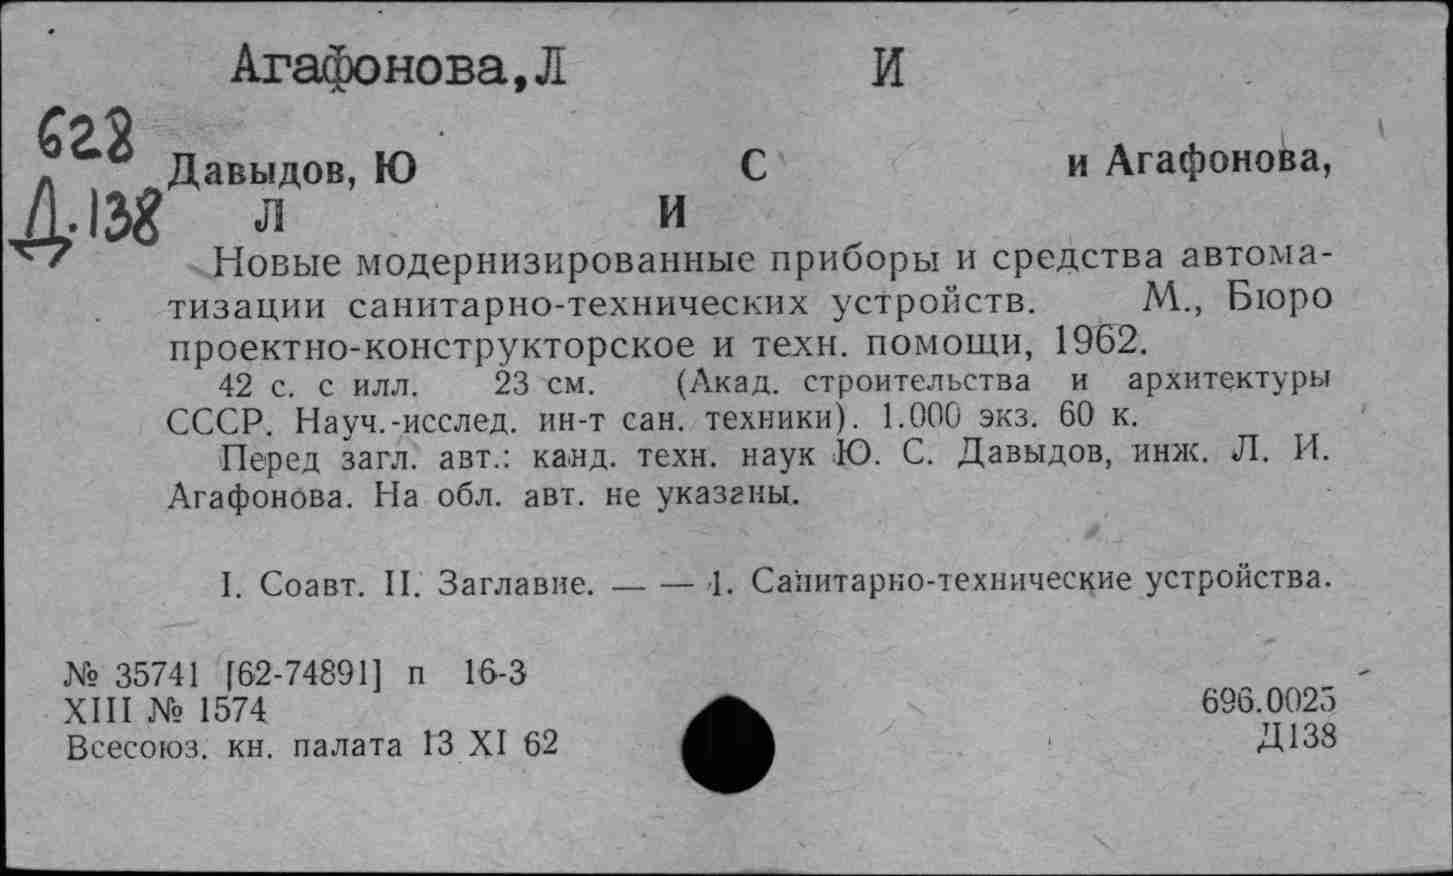 Агафонова,Л И
628
Давыдов, Ю С и Агафонова,
Д.138 Л И
Новые модернизированные приборы и средства автома-
тизации санитарно-технических устройств. М., Бюро
проектно-конструкторское и техн. помощи, 1962.
42 с. с илл. 23 см. (Акад. строительства и архитектуры
СССР. Науч.-исслед. ин-т сан. техники). 1.000 экз. 60 к.
Перед загл. авт.: канд. техн. наук Ю. С. Давыдов, инж. Л. И.
Агафонова. На обл. авт. не указаны.
I. Соавт. II. Заглавие. — — 1. Санитарно-технические устройства.
№ 35741 [62-74891] п 16-3
XIII № 1574
696.0025
Всесоюз. кн. палата 13 XI 62
Д138